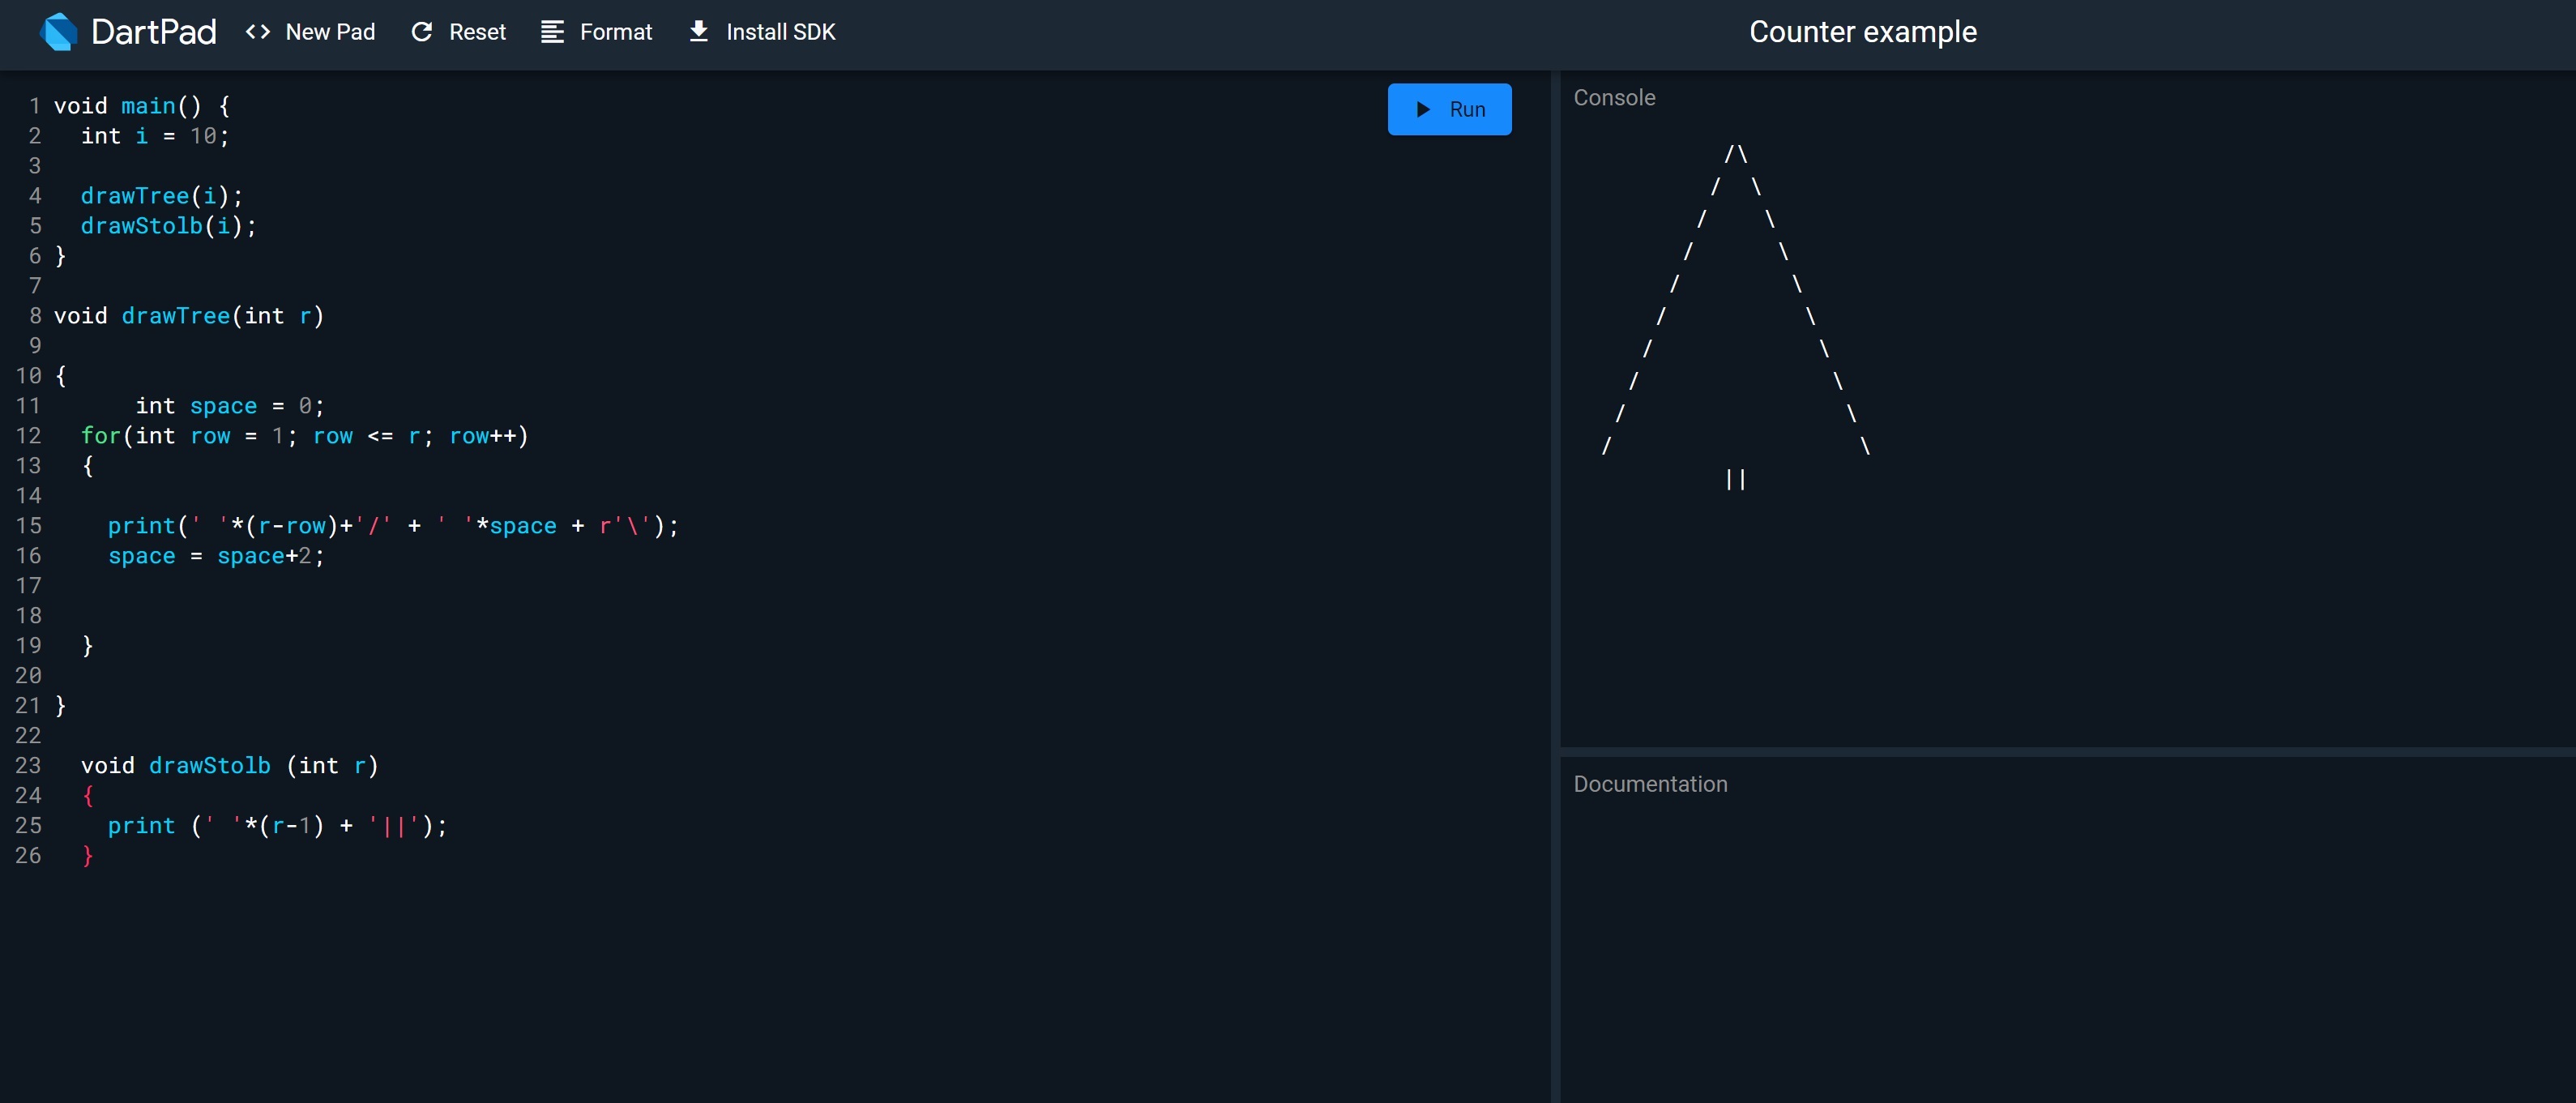 DartPad <> New Pad Reset Format Install SDK Counter example
1 void main() {
2   int i = 10;
3
4   drawTree(i);
5   drawStolb(i);
6 }
7
8 void drawTree(int r)
9
10 {
11       int space = 0;
12   for(int row = 1; row <= r; row++)
13   {
14
15     print(' '*(r-row)+'/' + ' '*space + r'\');
16     space = space+2;
17
18
19   }
20
21 }
22
23   void drawStolb (int r)
24   {
25     print (' '*(r-1) + '||');
26   }
Run
Console
         /\
        /  \
       /    \
      /      \
     /        \
    /          \
   /            \
  /              \
 /                \
/                  \
         ||
Documentation